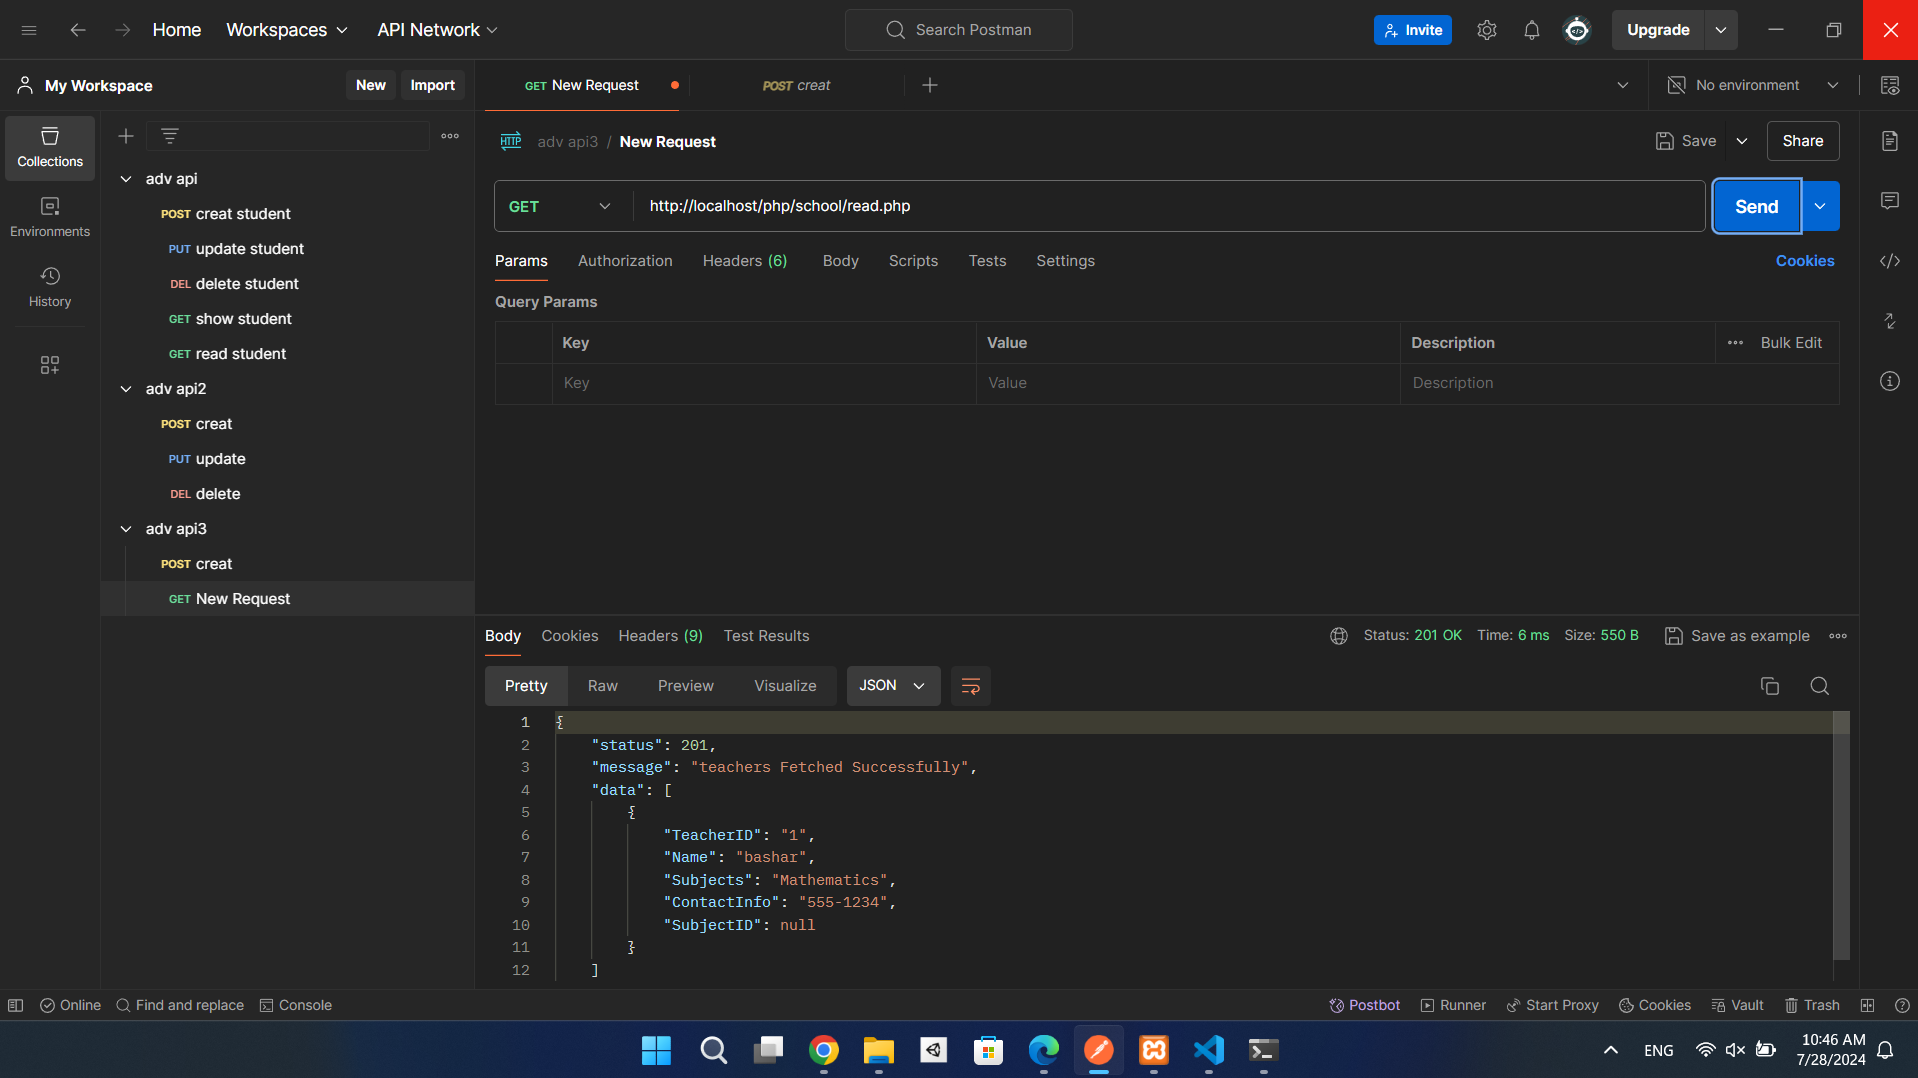 Home Workspaces API Network Search Postman Invite Upgrade
My Workspace New Import GET New Request POST creat No environment
Collections
Environments
History
adv api
POST creat student
PUT update student
DEL delete student
GET show student
GET read student
adv api2
POST creat
PUT update
DEL delete
adv api3
POST creat
GET New Request
HTTP adv api3 / New Request Save Share
GET http://localhost/php/school/read.php Send
Params Authorization Headers (6) Body Scripts Tests Settings Cookies
Query Params
Key Value Description Bulk Edit
Key Value Description
Body Cookies Headers (9) Test Results Status: 201 OK Time: 6 ms Size: 550 B Save as example
Pretty Raw Preview Visualize JSON
1 {
2 "status": 201,
3 "message": "teachers Fetched Successfully",
4 "data": [
5 {
6 "TeacherID": "1",
7 "Name": "bashar",
8 "Subjects": "Mathematics",
9 "ContactInfo": "555-1234",
10 "SubjectID": null
11 }
12 ]
Online Find and replace Console Postbot Runner Start Proxy Cookies Vault Trash
ENG 10:46 AM
7/28/2024